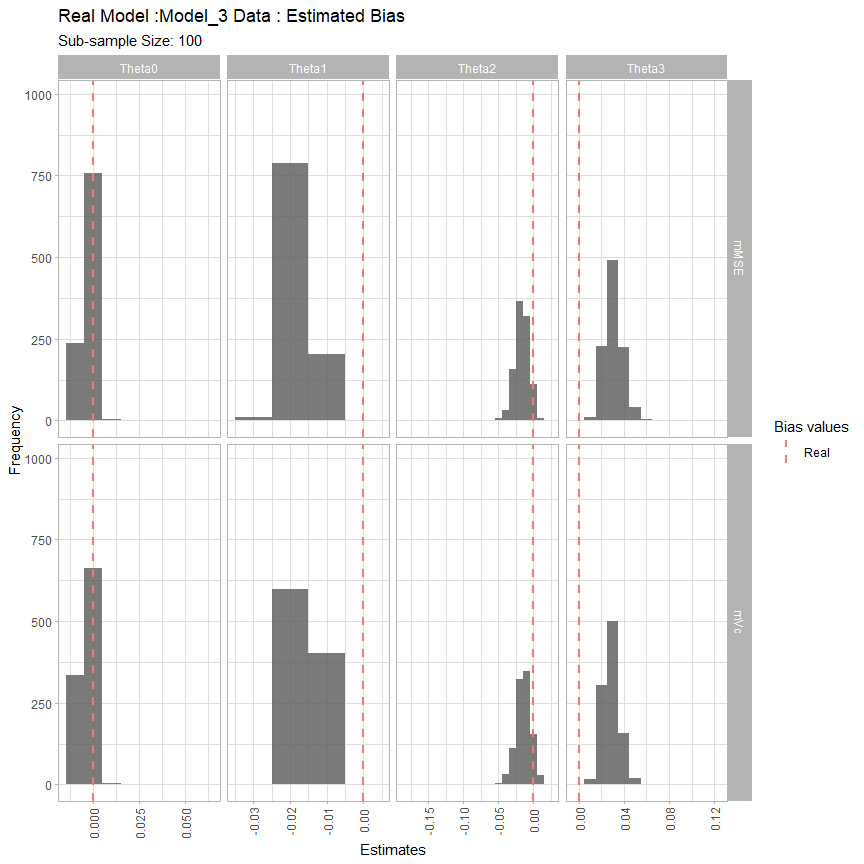 Real Model :Model_3 Data : Estimated Bias
Sub-sample Size: 100
Theta0 Theta1 Theta2 Theta3
1000
750
500
250
0
mMSE
1000
750
500
250
0
mVc
Frequency
0.000 0.025 0.050 -0.03 -0.02 -0.01 0.00 -0.15 -0.10 -0.05 0.00 0.00 0.04 0.08 0.12
Estimates
Bias values
Real